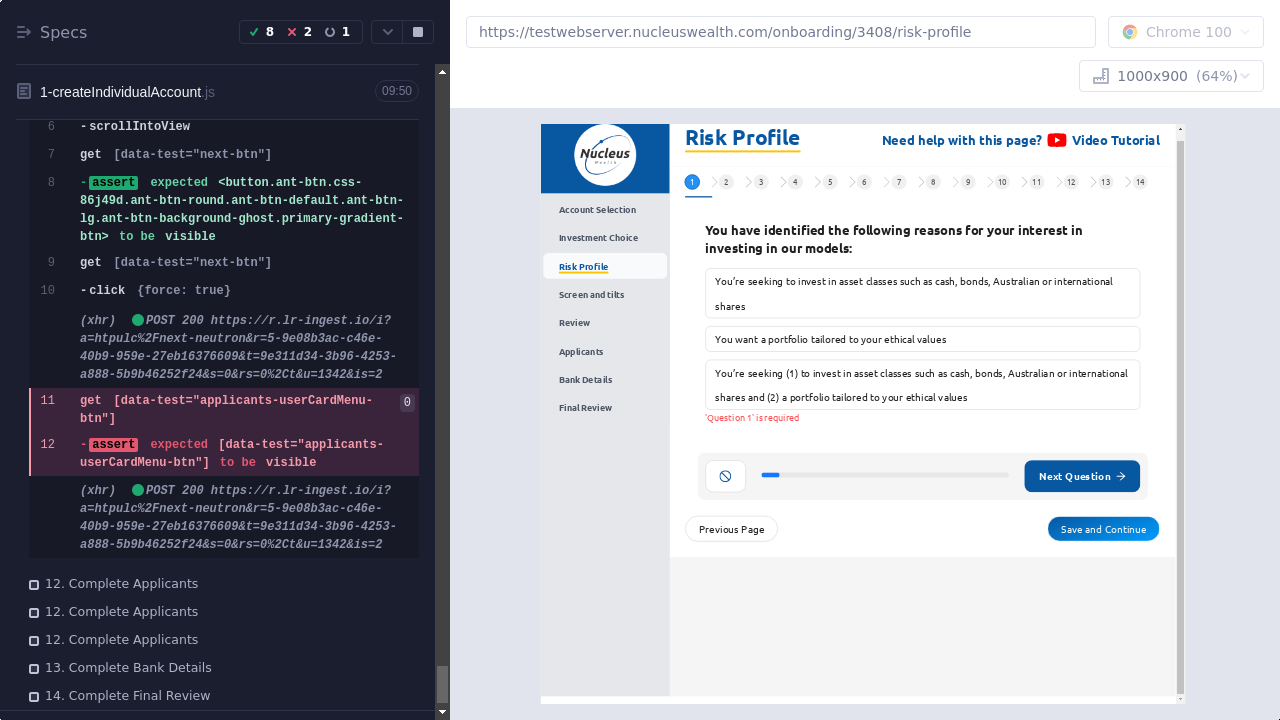 Specs
8
2
1
https://testwebserver.nucleuswealth.com/onboarding/3408/risk-profile
Chrome 100
1000x900 (64%)
1-createIndividualAccount.js
09:50
6 - scrollIntoView
7 get [data-test="next-btn"]
8 - assert expected <button.ant-btn.css-
86j49d.ant-btn-round.ant-btn-default.ant-btn-
lg.ant-btn-background-ghost.primary-gradient-
btn> to be visible
9 get [data-test="next-btn"]
10 - click {force: true}
(xhr) POST 200 https://r.lr-ingest.io/i?
a=htpulc%2Fnext-neutron&r=5-9e08b3ac-c46e-
40b9-959e-27eb16376609&t=9e311d34-3b96-4253-
a888-5b9b46252f24&s=0&rs=0%2Ct&u=1342&is=2
11 get [data-test="applicants-userCardMenu-
btn"]
0
12 - assert expected [data-test="applicants-
userCardMenu-btn"] to be visible
(xhr) POST 200 https://r.lr-ingest.io/i?
a=htpulc%2Fnext-neutron&r=5-9e08b3ac-c46e-
40b9-959e-27eb16376609&t=9e311d34-3b96-4253-
a888-5b9b46252f24&s=0&rs=0%2Ct&u=1342&is=2
12. Complete Applicants
12. Complete Applicants
12. Complete Applicants
13. Complete Bank Details
14. Complete Final Review
Nucleus
Wealth
Account Selection
Investment Choice
Risk Profile
Screen and tilts
Review
Applicants
Bank Details
Final Review
Risk Profile
Need help with this page? Video Tutorial
1 2 3 4 5 6 7 8 9 10 11 12 13 14
You have identified the following reasons for your interest in
investing in our models:
You're seeking to invest in asset classes such as cash, bonds, Australian or international
shares
You want a portfolio tailored to your ethical values
You're seeking (1) to invest in asset classes such as cash, bonds, Australian or international
shares and (2) a portfolio tailored to your ethical values
'Question 1' is required
Next Question
Previous Page
Save and Continue